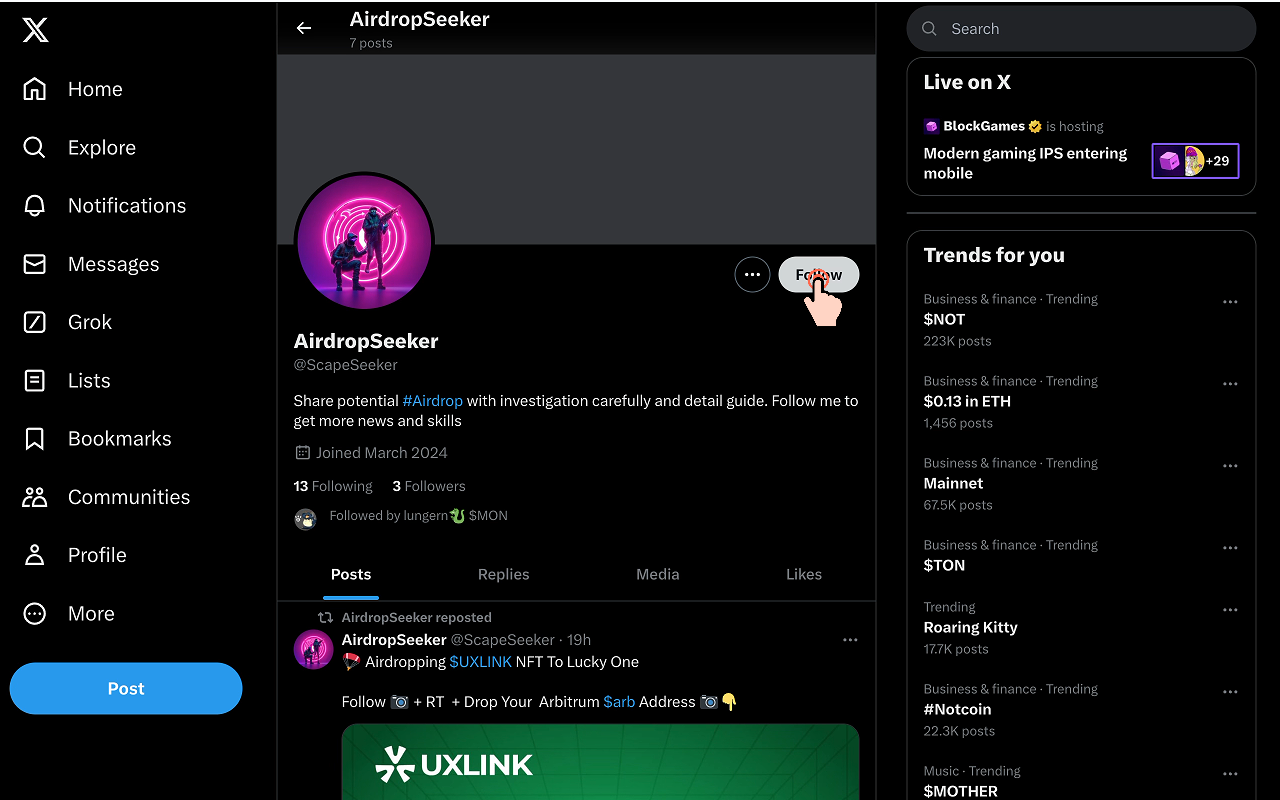 Home
Explore
Notifications
Messages
Grok
Lists
Bookmarks
Communities
Profile
More
Post
AirdropSeeker
7 posts
Follow
AirdropSeeker
@ScapeSeeker
Share potential #Airdrop with investigation carefully and detail guide. Follow me to
get more news and skills
Joined March 2024
13 Following 3 Followers
Followed by lungern🐉 $MON
Posts Replies Media Likes
AirdropSeeker reposted
AirdropSeeker @ScapeSeeker · 19h
🪂 Airdropping $UXLINK NFT To Lucky One
Follow 📷 + RT + Drop Your Arbitrum $arb Address 📷👇
UXLINK
Search
Live on X
BlockGames is hosting
Modern gaming IPS entering
mobile
+29
Trends for you
Business & finance · Trending
$NOT
223K posts
Business & finance · Trending
$0.13 in ETH
1,456 posts
Business & finance · Trending
Mainnet
67.5K posts
Business & finance · Trending
$TON
Trending
Roaring Kitty
17.7K posts
Business & finance · Trending
#Notcoin
22.3K posts
Music · Trending
$MOTHER